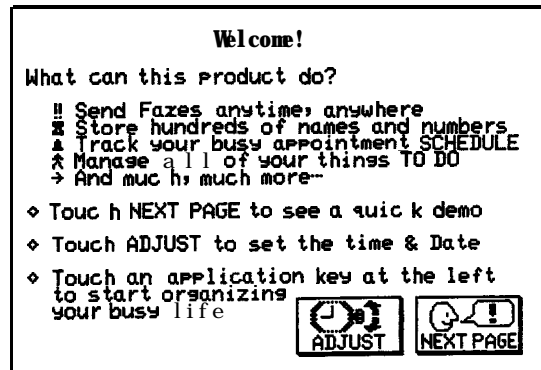 Welcome!
What can this product do?
‼ Send Faxes anytime, anywhere
Store hundreds of names and numbers
Track your busy appointment SCHEDULE
Manage all of your things TO DO
→ And much, much more…
⋄ Touch NEXT PAGE to see a quick demo
⋄ Touch ADJUST to set the time & Date
⋄ Touch an application key at the left
to start organizing
your busy life
ADJUST
NEXT PAGE